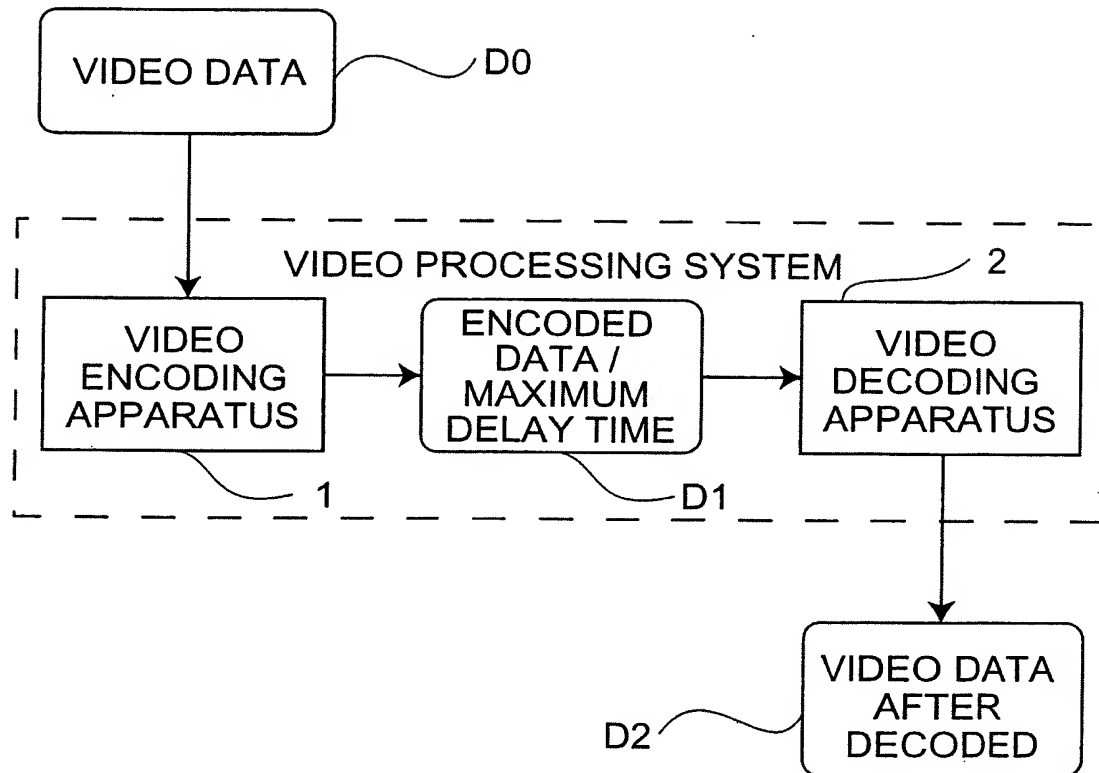 VIDEO DATA
D0
VIDEO PROCESSING SYSTEM
2
VIDEO
ENCODING
APPARATUS
ENCODED
DATA /
MAXIMUM
DELAY TIME
VIDEO
DECODING
APPARATUS
1
D1
VIDEO DATA
AFTER
DECODED
D2